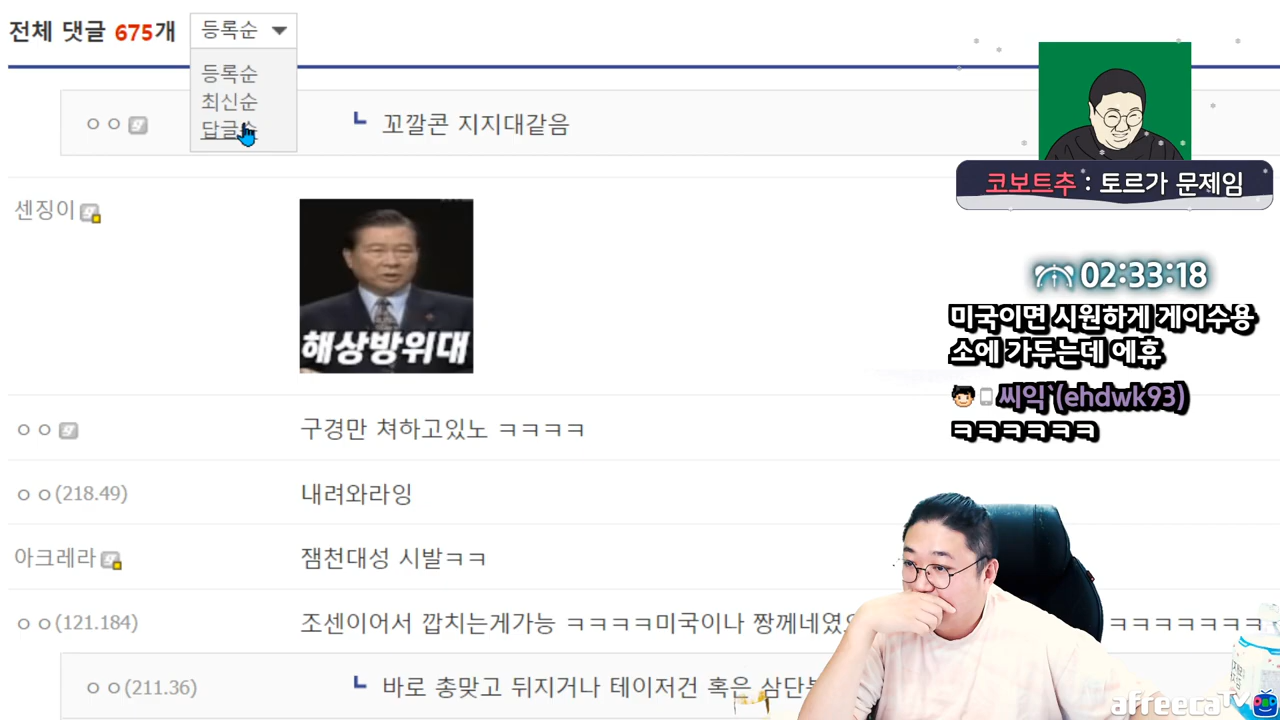 전체 댓글 675개
등록순
등록순
최신순
답글순
ㅇㅇ
꼬깔콘 지지대같음
센징이
해상방위대
ㅇㅇ
구경만 쳐하고있노 ㅋㅋㅋㅋ
ㅇㅇ(218.49)
내려와라잉
아크레라
잼천대성 시발ㅋㅋ
ㅇㅇ(121.184)
조센이어서 깝치는게가능 ㅋㅋㅋㅋ미국이나 짱께네였
ㅋㅋㅋㅋㅋㅋㅋ
ㅇㅇ(211.36)
바로 총맞고 뒤지거나 테이저건 혹은 삼단
코보트추 : 토르가 문제임
02:33:18
미국이면 시원하게 게이수용
소에 가두는데 에휴
씨익`(ehdwk93)
ㅋㅋㅋㅋㅋㅋ
afreecaTV